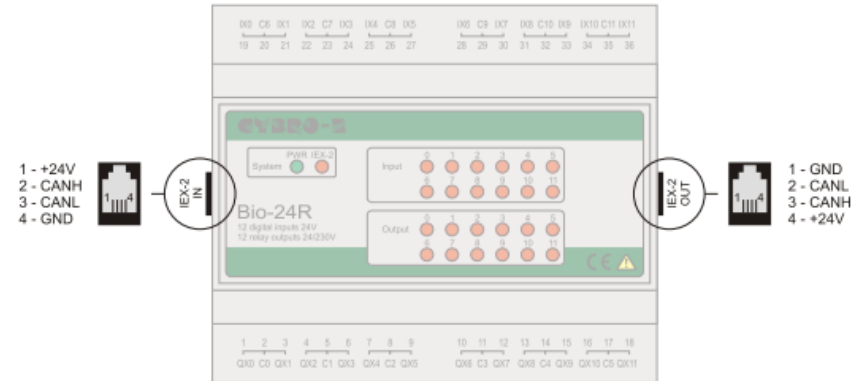 IX0 C6 IX1 IX2 C7 IX3 IX4 C8 IX5 IX6 C9 IX7 IX8 C10 IX9 IX10 C11 IX11
19 20 21 22 23 24 25 26 27 28 29 30 31 32 33 34 35 36
CYBRO-2
PWR IEX-2
System
Input
0 1 2 3 4 5
6 7 8 9 10 11
Bio-24R
12 digital inputs 24V
12 relay outputs 24/230V
Output
0 1 2 3 4 5
6 7 8 9 10 11
CE
1 - +24V
2 - CANH
3 - CANL
4 - GND
1 4
IEX-2
IN
IEX-2
OUT
1 4
1 - GND
2 - CANL
3 - CANH
4 - +24V
1 2 3 4 5 6 7 8 9 10 11 12 13 14 15 16 17 18
QX0 C0 QX1 QX2 C1 QX3 QX4 C2 QX5 QX6 C3 QX7 QX8 C4 QX9 QX10 C5 QX11